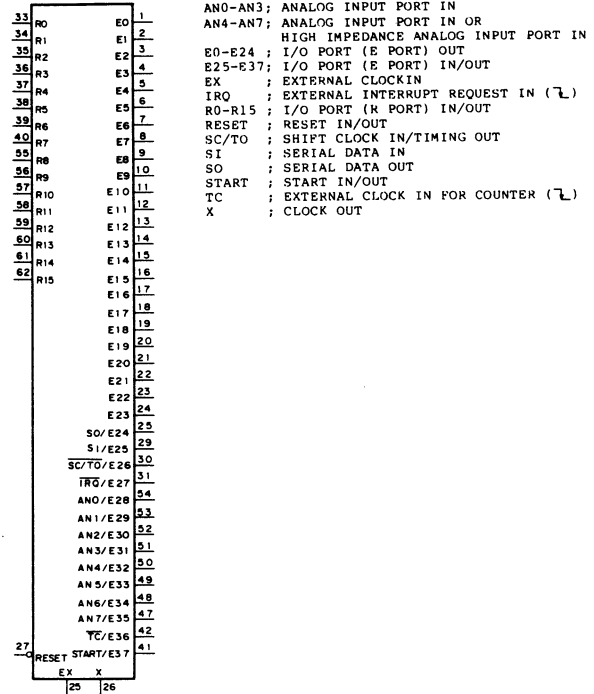 AN0-AN3; ANALOG INPUT PORT IN
AN4-AN7; ANALOG INPUT PORT IN OR
HIGH IMPEDANCE ANALOG INPUT PORT IN
E0-E24 ; I/O PORT (E PORT) OUT
E25-E37; I/O PORT (E PORT) IN/OUT
EX ; EXTERNAL CLOCKIN
IRQ ; EXTERNAL INTERRUPT REQUEST IN ( )
R0-R15 ; I/O PORT (R PORT) IN/OUT
RESET ; RESET IN/OUT
SC/TO ; SHIFT CLOCK IN/TIMING OUT
SI ; SERIAL DATA IN
SO ; SERIAL DATA OUT
START ; START IN/OUT
TC ; EXTERNAL CLOCK IN FOR COUNTER ( )
X ; CLOCK OUT
33 R0 E0 1
34 R1 E1 2
35 R2 E2 3
36 R3 E3 4
37 R4 E4 5
38 R5 E5 6
39 R6 E6 7
40 R7 E7 8
55 R8 E8 9
56 R9 E9 10
57 R10 E10 11
58 R11 E11 12
59 R12 E12 13
60 R13 E13 14
61 R14 E14 15
62 R15 E15 16
E16 17
E17 18
E18 19
E19 20
E20 21
E21 22
E22 23
E23 24
SO/E24 25
SI/E25 29
SC/TO/E26 30
IRQ/E27 31
AN0/E28 54
AN1/E29 53
AN2/E30 52
AN3/E31 51
AN4/E32 50
AN5/E33 49
AN6/E34 48
AN7/E35 47
TC/E36 42
27 RESET START/E37 41
EX X
25 26